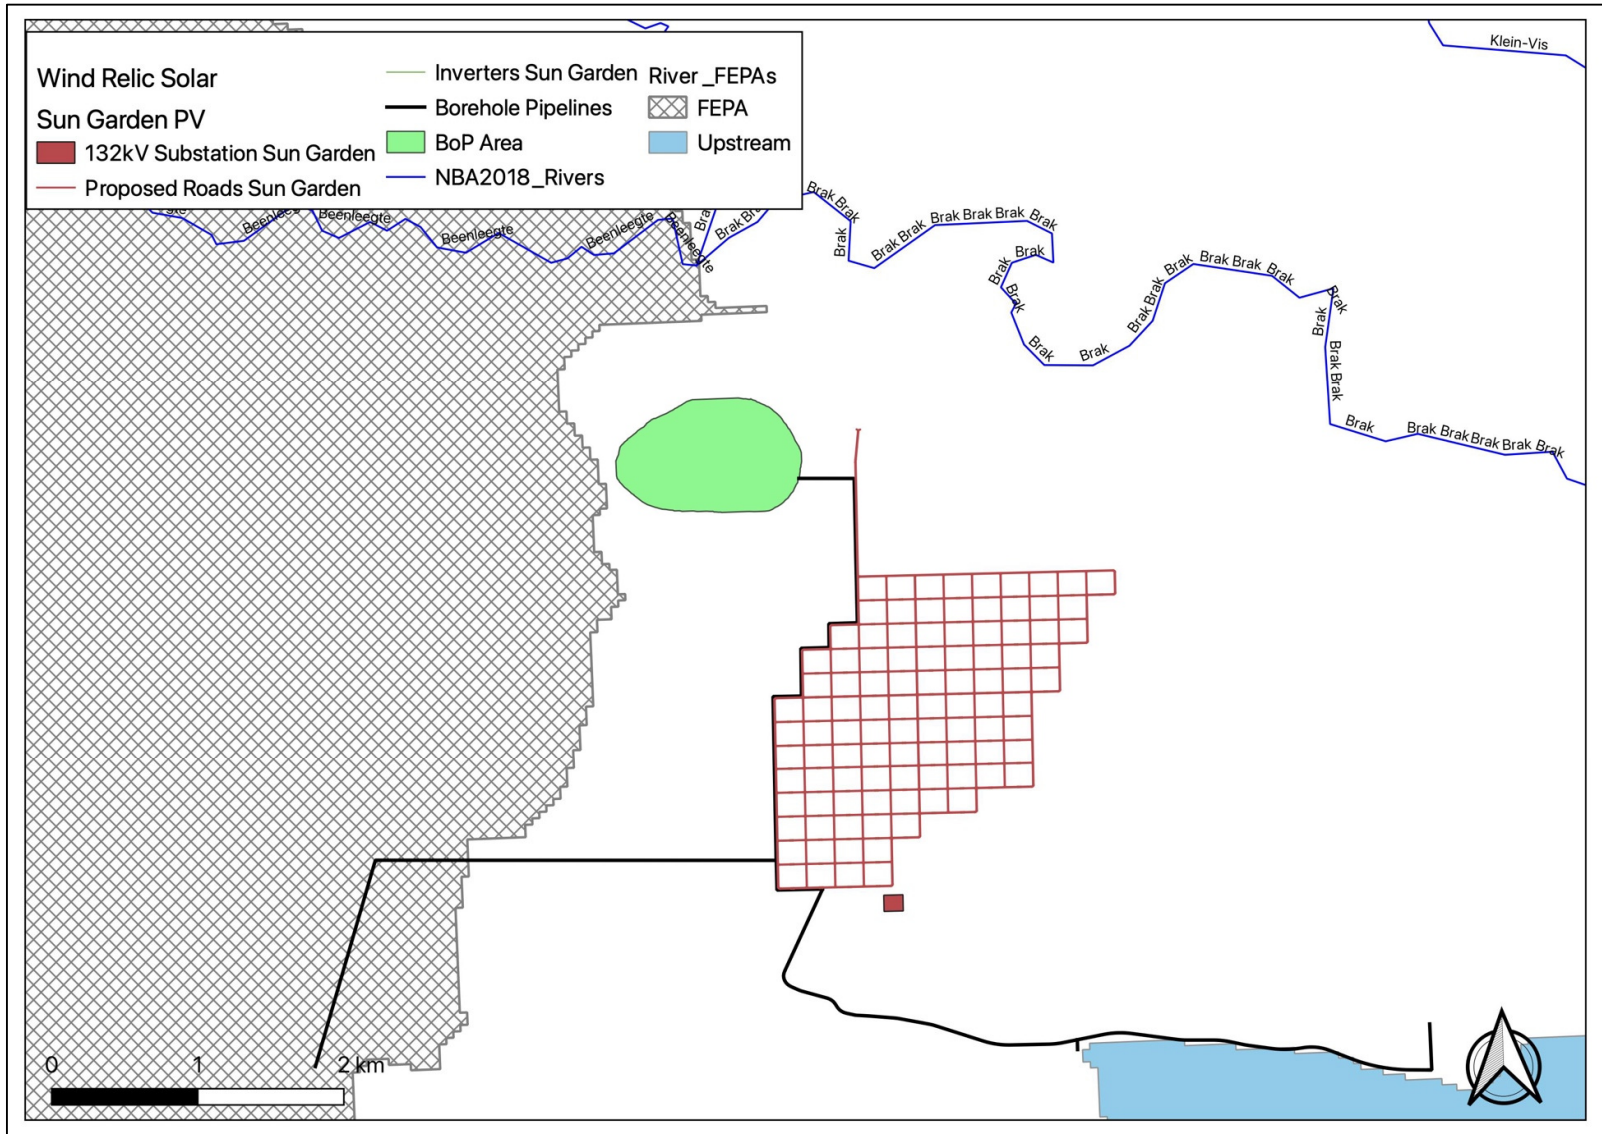 Wind Relic Solar
Sun Garden PV
132kV Substation Sun Garden
Proposed Roads Sun Garden
Inverters Sun Garden
Borehole Pipelines
BoP Area
NBA2018_Rivers
River _FEPAs
FEPA
Upstream
Klein-Vis
Beenleegte
Beenleegte
Beenleegte
Beenleegte
Brak
Brak Brak
Brak
Brak Brak
Brak Brak Brak Brak
Brak
Brak
Brak
Brak
Brak
Brak Brak
Brak
Brak Brak Brak
Brak
Brak
Brak Brak
Brak
Brak Brak Brak Brak Brak
0 1 2 km